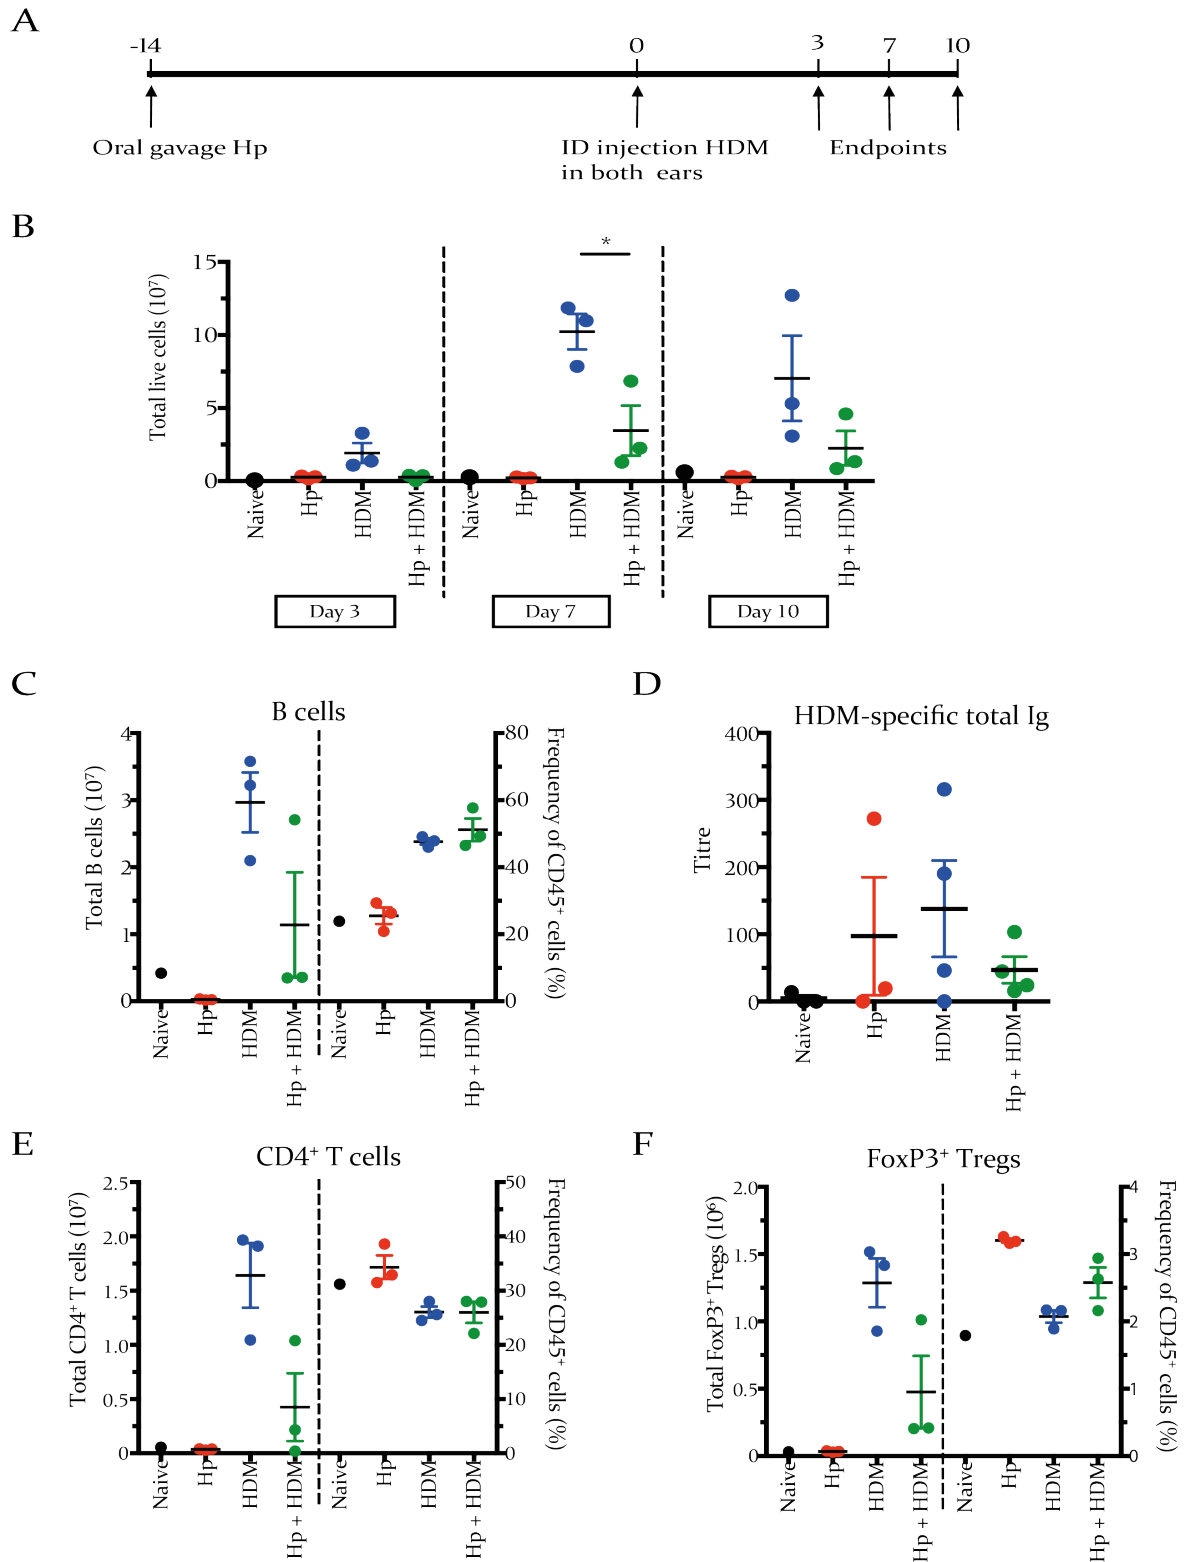 A
-14 0 3 7 10
Oral gavage Hp
ID injection HDM
in both ears
Endpoints
B
Total live cells (10⁷)
15
10
5
0
*
Naive Hp HDM Hp + HDM Naive Hp HDM Hp + HDM Naive Hp HDM Hp + HDM
Day 3 Day 7 Day 10
C
B cells
Total B cells (10⁷)
4
3
2
1
0
80
60
40
20
0
Frequency of CD45⁺ cells (%)
Naive Hp HDM Hp + HDM Naive Hp HDM Hp + HDM
D
HDM-specific total Ig
Titre
400
300
200
100
0
Naive Hp HDM Hp + HDM
E
CD4⁺ T cells
Total CD4⁺ T cells (10⁷)
2.5
2.0
1.5
1.0
0.5
0
50
40
30
20
10
0
Frequency of CD45⁺ cells (%)
Naive Hp HDM Hp + HDM Naive Hp HDM Hp + HDM
F
FoxP3⁺ Tregs
Total FoxP3⁺ Tregs (10⁶)
2.0
1.5
1.0
0.5
0
4
3
2
1
0
Frequency of CD45⁺ cells (%)
Naive Hp HDM Hp + HDM Naive Hp HDM Hp + HDM